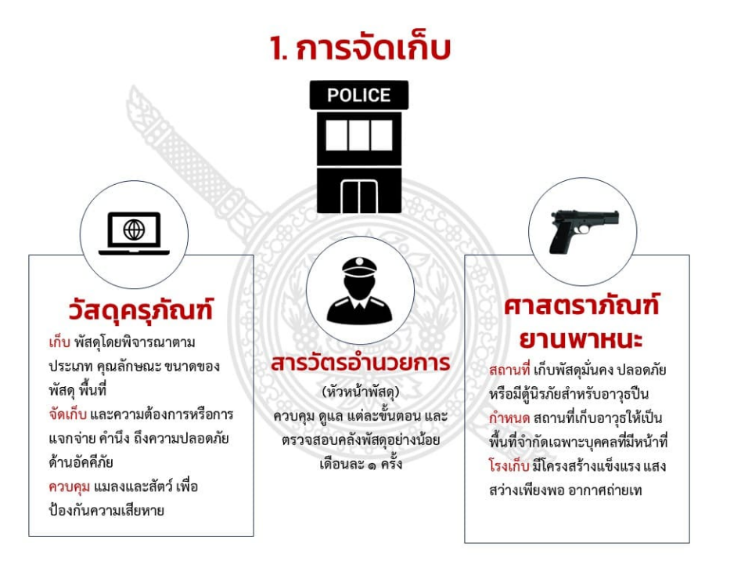 1. การจัดเก็บ
POLICE
วัสดุครุภัณฑ์
เก็บ พัสดุโดยพิจารณาตาม
ประเภท คุณลักษณะ ขนาดของ
พัสดุ พื้นที่
จัดเก็บ และความต้องการหรือการ
แจกจ่าย คำนึง ถึงความปลอดภัย
ด้านอัคคีภัย
ควบคุม แมลงและสัตว์ เพื่อ
ป้องกันความเสียหาย
สารวัตรอำนวยการ
(หัวหน้าพัสดุ)
ควบคุม ดูแล แต่ละขั้นตอน และ
ตรวจสอบคลังพัสดุอย่างน้อย
เดือนละ ๑ ครั้ง
ศาสตราภัณฑ์
ยานพาหนะ
สถานที่ เก็บพัสดุมั่นคง ปลอดภัย
หรือมีตู้นิรภัยสำหรับอาวุธปืน
กำหนด สถานที่เก็บอาวุธให้เป็น
พื้นที่จำกัดเฉพาะบุคคลที่มีหน้าที่
โรงเก็บ มีโครงสร้างแข็งแรง แสง
สว่างเพียงพอ อากาศถ่ายเท